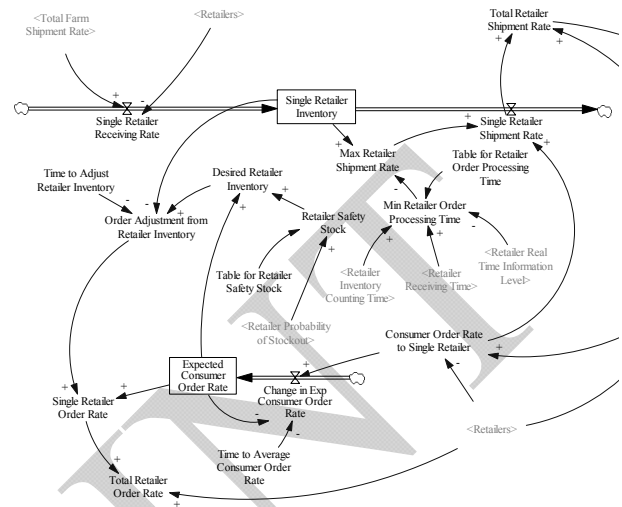 <Total Farm
Shipment Rate>
<Retailers>
Total Retailer
Shipment Rate
+
+
+
-
Single Retailer
Receiving Rate
Single Retailer
Inventory
Single Retailer
Shipment Rate
+
+
+
Max Retailer
Shipment Rate
-
Table for Retailer
Order Processing
Time
Time to Adjust
Retailer Inventory
-
-
Order Adjustment from
Retailer Inventory
+
Desired Retailer
Inventory
+
+
Retailer Safety
Stock
+
Min Retailer Order
Processing Time
+
+
-
Table for Retailer
Safety Stock
<Retailer
Inventory
Counting Time>
<Retailer
Receiving Time>
<Retailer Real
Time Information
Level>
<Retailer Probability
of Stockout>
Consumer Order Rate
to Single Retailer
+
-
Expected
Consumer
Order Rate
+
Change in Exp
Consumer Order
Rate
-
-
+
Single Retailer
Order Rate
+
Time to Average
Consumer Order
Rate
<Retailers>
+
Total Retailer
Order Rate
+
NT